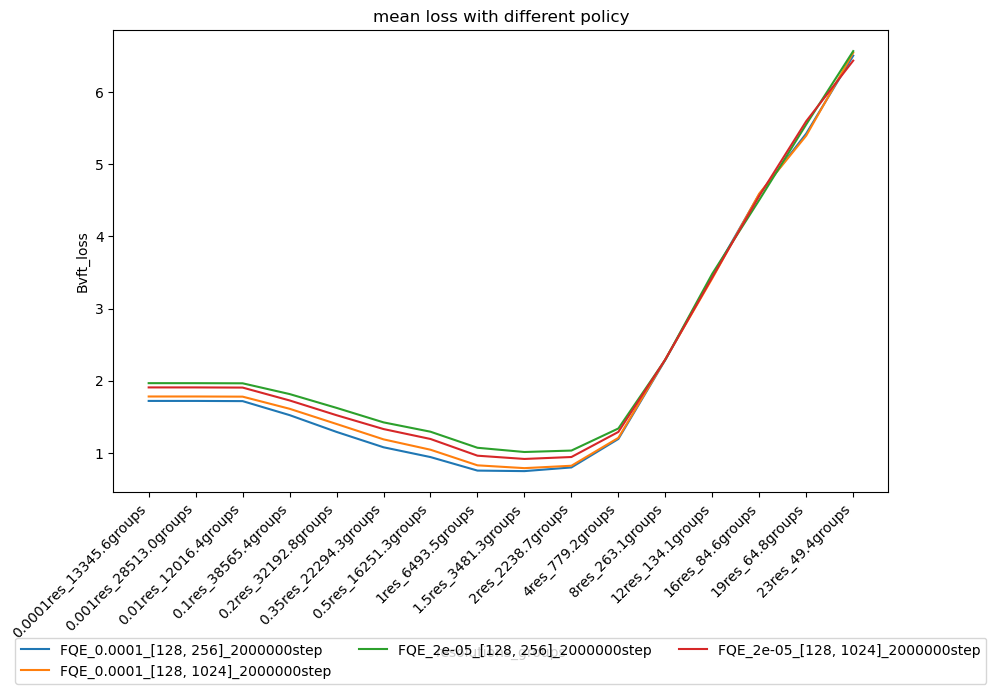 mean loss with different policy
Bvft_loss
6
5
4
3
2
1
0.0001res_13345.6groups
0.001res_28513.0groups
0.01res_12016.4groups
0.1res_38565.4groups
0.2res_32192.8groups
0.35res_22294.3groups
0.5res_16251.3groups
1res_6493.5groups
1.5res_3481.3groups
2res_2238.7groups
4res_779.2groups
8res_263.1groups
12res_134.1groups
16res_84.6groups
19res_64.8groups
23res_49.4groups
FQE_0.0001_[128, 256]_2000000step
FQE_0.0001_[128, 1024]_2000000step
FQE_2e-05_[128, 256]_2000000step
FQE_2e-05_[128, 1024]_2000000step